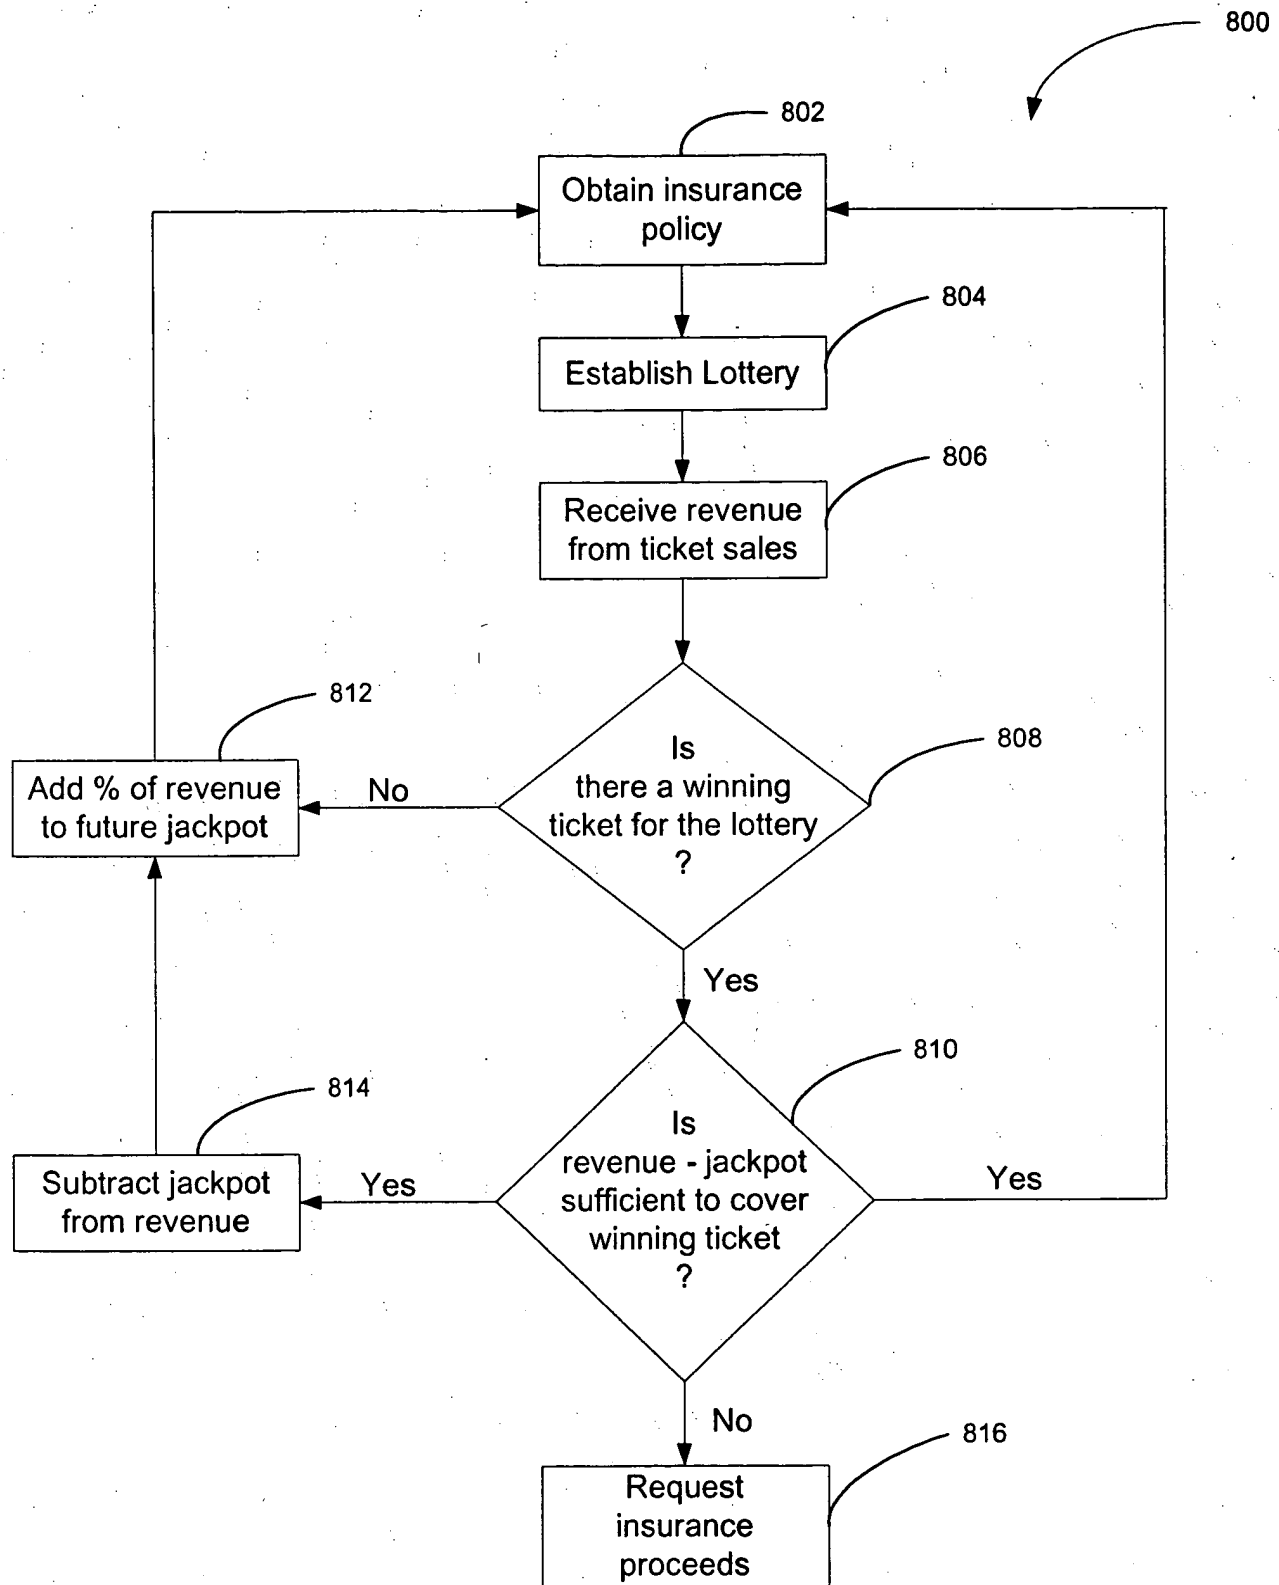 800
802
Obtain insurance
policy
804
Establish Lottery
806
Receive revenue
from ticket sales
808
Is
there a winning
ticket for the lottery
?
No
812
Add % of revenue
to future jackpot
Yes
810
Is
revenue - jackpot
sufficient to cover
winning ticket
?
Yes
814
Subtract jackpot
from revenue
Yes
No
816
Request
insurance
proceeds